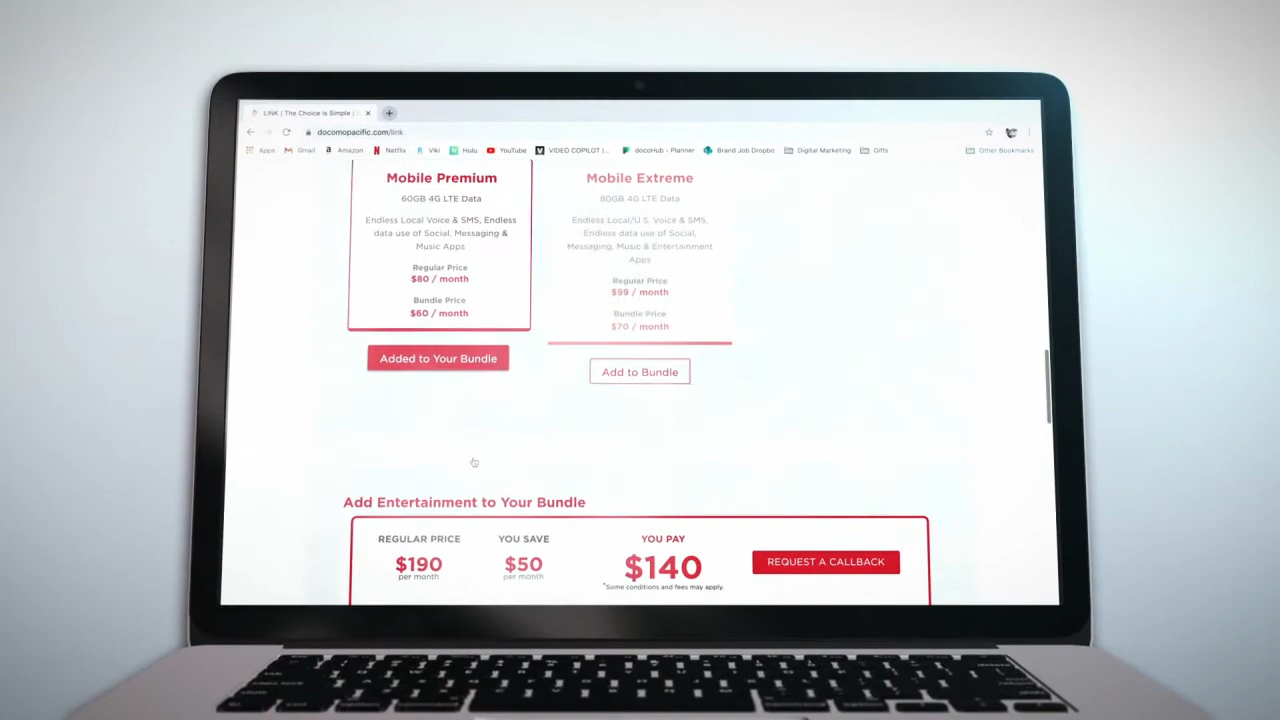 LINK | The Choice is Simple |
docomopacific.com/link
Apps Gmail Amazon Netflix Viki Hulu YouTube VIDEO COPILOT |... docoHub - Planner Brand Job Dropbo Digital Marketing Gifts Other Bookmarks
Mobile Premium
60GB 4G LTE Data
Endless Local Voice & SMS, Endless
data use of Social, Messaging &
Music Apps
Regular Price
$80 / month
Bundle Price
$60 / month
Added to Your Bundle
Mobile Extreme
80GB 4G LTE Data
Endless Local/U.S. Voice & SMS,
Endless data use of Social,
Messaging, Music & Entertainment
Apps
Regular Price
$99 / month
Bundle Price
$70 / month
Add to Bundle
Add Entertainment to Your Bundle
REGULAR PRICE
$190
per month
YOU SAVE
$50
per month
YOU PAY
$140
*Some conditions and fees may apply.
REQUEST A CALLBACK